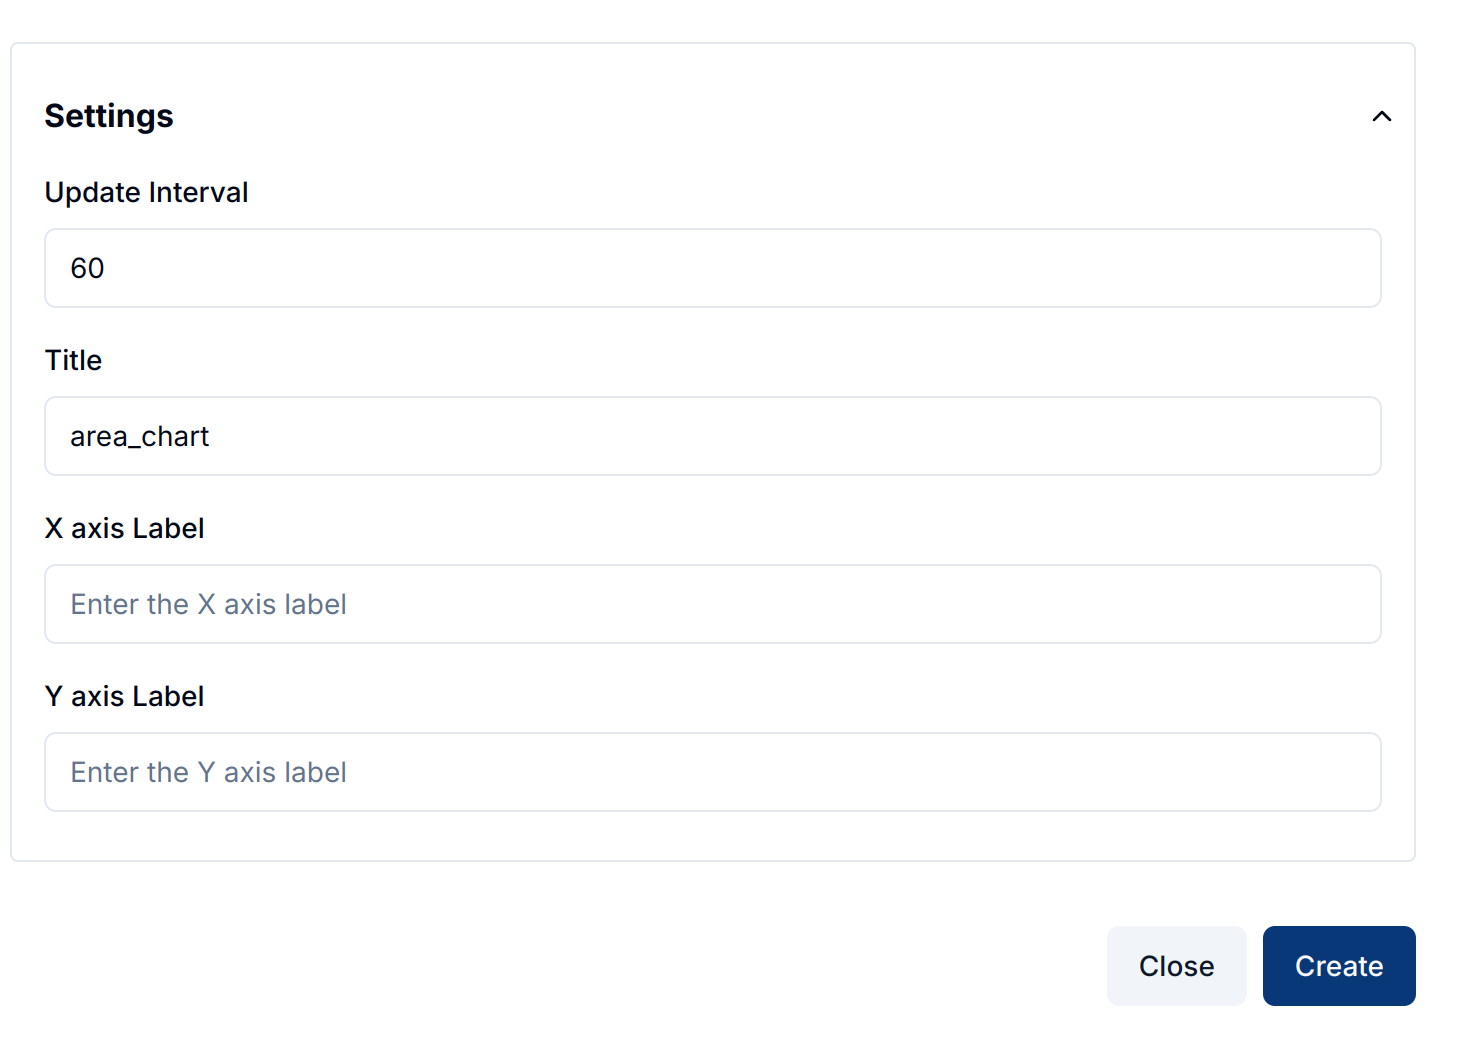 Settings
Update Interval
60
Title
area_chart
X axis Label
Enter the X axis label
Y axis Label
Enter the Y axis label
Close
Create